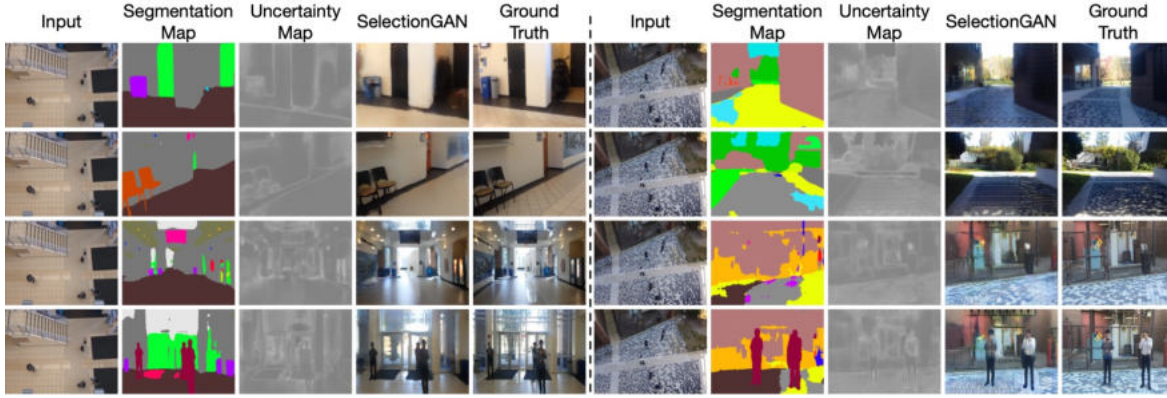 Input
Segmentation
Map
Uncertainty
Map
SelectionGAN
Ground
Truth
Input
Segmentation
Map
Uncertainty
Map
SelectionGAN
Ground
Truth